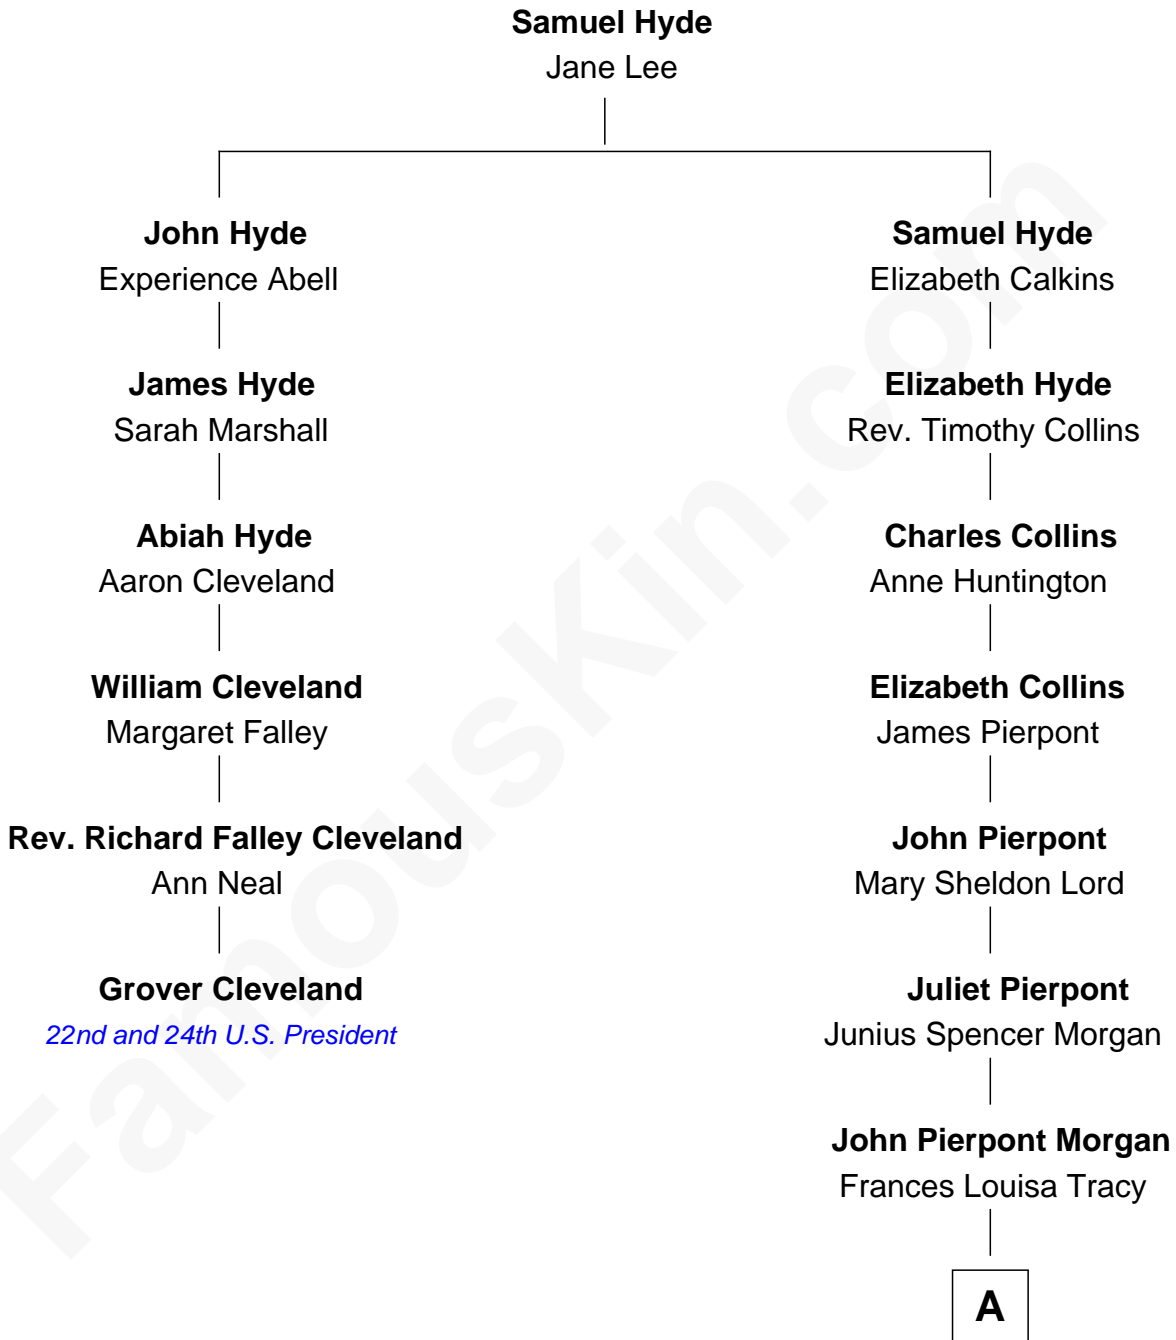 Samuel Hyde
Jane Lee
John Hyde
Experience Abell
James Hyde
Sarah Marshall
Abiah Hyde
Aaron Cleveland
William Cleveland
Margaret Falley
Rev. Richard Falley Cleveland
Ann Neal
Grover Cleveland
22nd and 24th U.S. President
Samuel Hyde
Elizabeth Calkins
Elizabeth Hyde
Rev. Timothy Collins
Charles Collins
Anne Huntington
Elizabeth Collins
James Pierpont
John Pierpont
Mary Sheldon Lord
Juliet Pierpont
Junius Spencer Morgan
John Pierpont Morgan
Frances Louisa Tracy
A
FamousKin.com